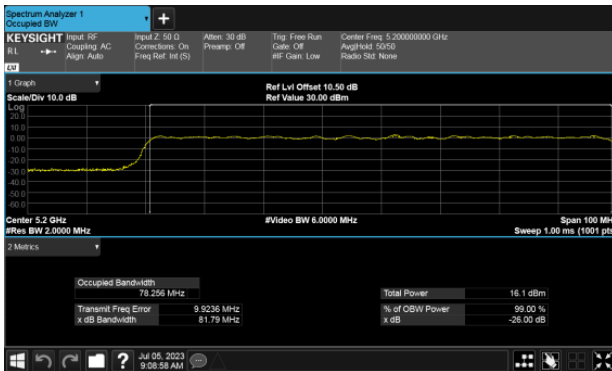 Spectrum Analyzer 1
Occupied BW
KEYSIGHT
RL
LXI
Input: RF
Coupling: AC
Align: Auto
Input Z: 50 Ω
Corrections: On
Freq Ref: Int (S)
Atten: 30 dB
Preamp: Off
Trig: Free Run
Gate: Off
#IF Gain: Low
Center Freq: 5.200000000 GHz
Avg|Hold: 50/50
Radio Std: None
1 Graph
Scale/Div 10.0 dB
Ref Lvl Offset 10.50 dB
Ref Value 30.00 dBm
Log
20.0
10.0
0.00
-10.0
-20.0
-30.0
-40.0
-50.0
-60.0
Center 5.2 GHz
#Res BW 2.0000 MHz
#Video BW 6.0000 MHz
Span 100 MH
Sweep 1.00 ms (1001 pts
2 Metrics
Occupied Bandwidth
78.256 MHz
Transmit Freq Error 9.9236 MHz
x dB Bandwidth 81.79 MHz
Total Power 16.1 dBm
% of OBW Power 99.00 %
x dB -26.00 dB
Jul 05, 2023
9:08:58 AM